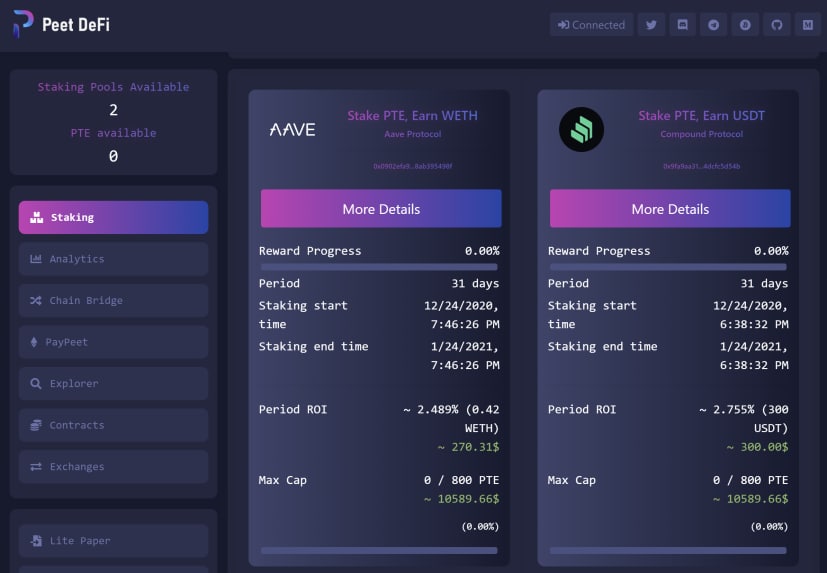 Peet DeFi
Connected
Staking Pools Available
2
PTE available
0
Staking
Analytics
Chain Bridge
PayPeet
Explorer
Contracts
Exchanges
Lite Paper
AAVE
Stake PTE, Earn WETH
Aave Protocol
0x0902efa9...8ab395490f
More Details
Reward Progress 0.00%
Period 31 days
Staking start 12/24/2020,
time 7:46:26 PM
Staking end time 1/24/2021,
7:46:26 PM
Period ROI ~ 2.489% (0.42
WETH)
~ 270.31$
Max Cap 0 / 800 PTE
~ 10589.66$
(0.00%)
Stake PTE, Earn USDT
Compound Protocol
0x9fa9aa31...4dcfc5d54b
More Details
Reward Progress 0.00%
Period 31 days
Staking start 12/24/2020,
time 6:38:32 PM
Staking end time 1/24/2021,
6:38:32 PM
Period ROI ~ 2.755% (300
USDT)
~ 300.00$
Max Cap 0 / 800 PTE
~ 10589.66$
(0.00%)